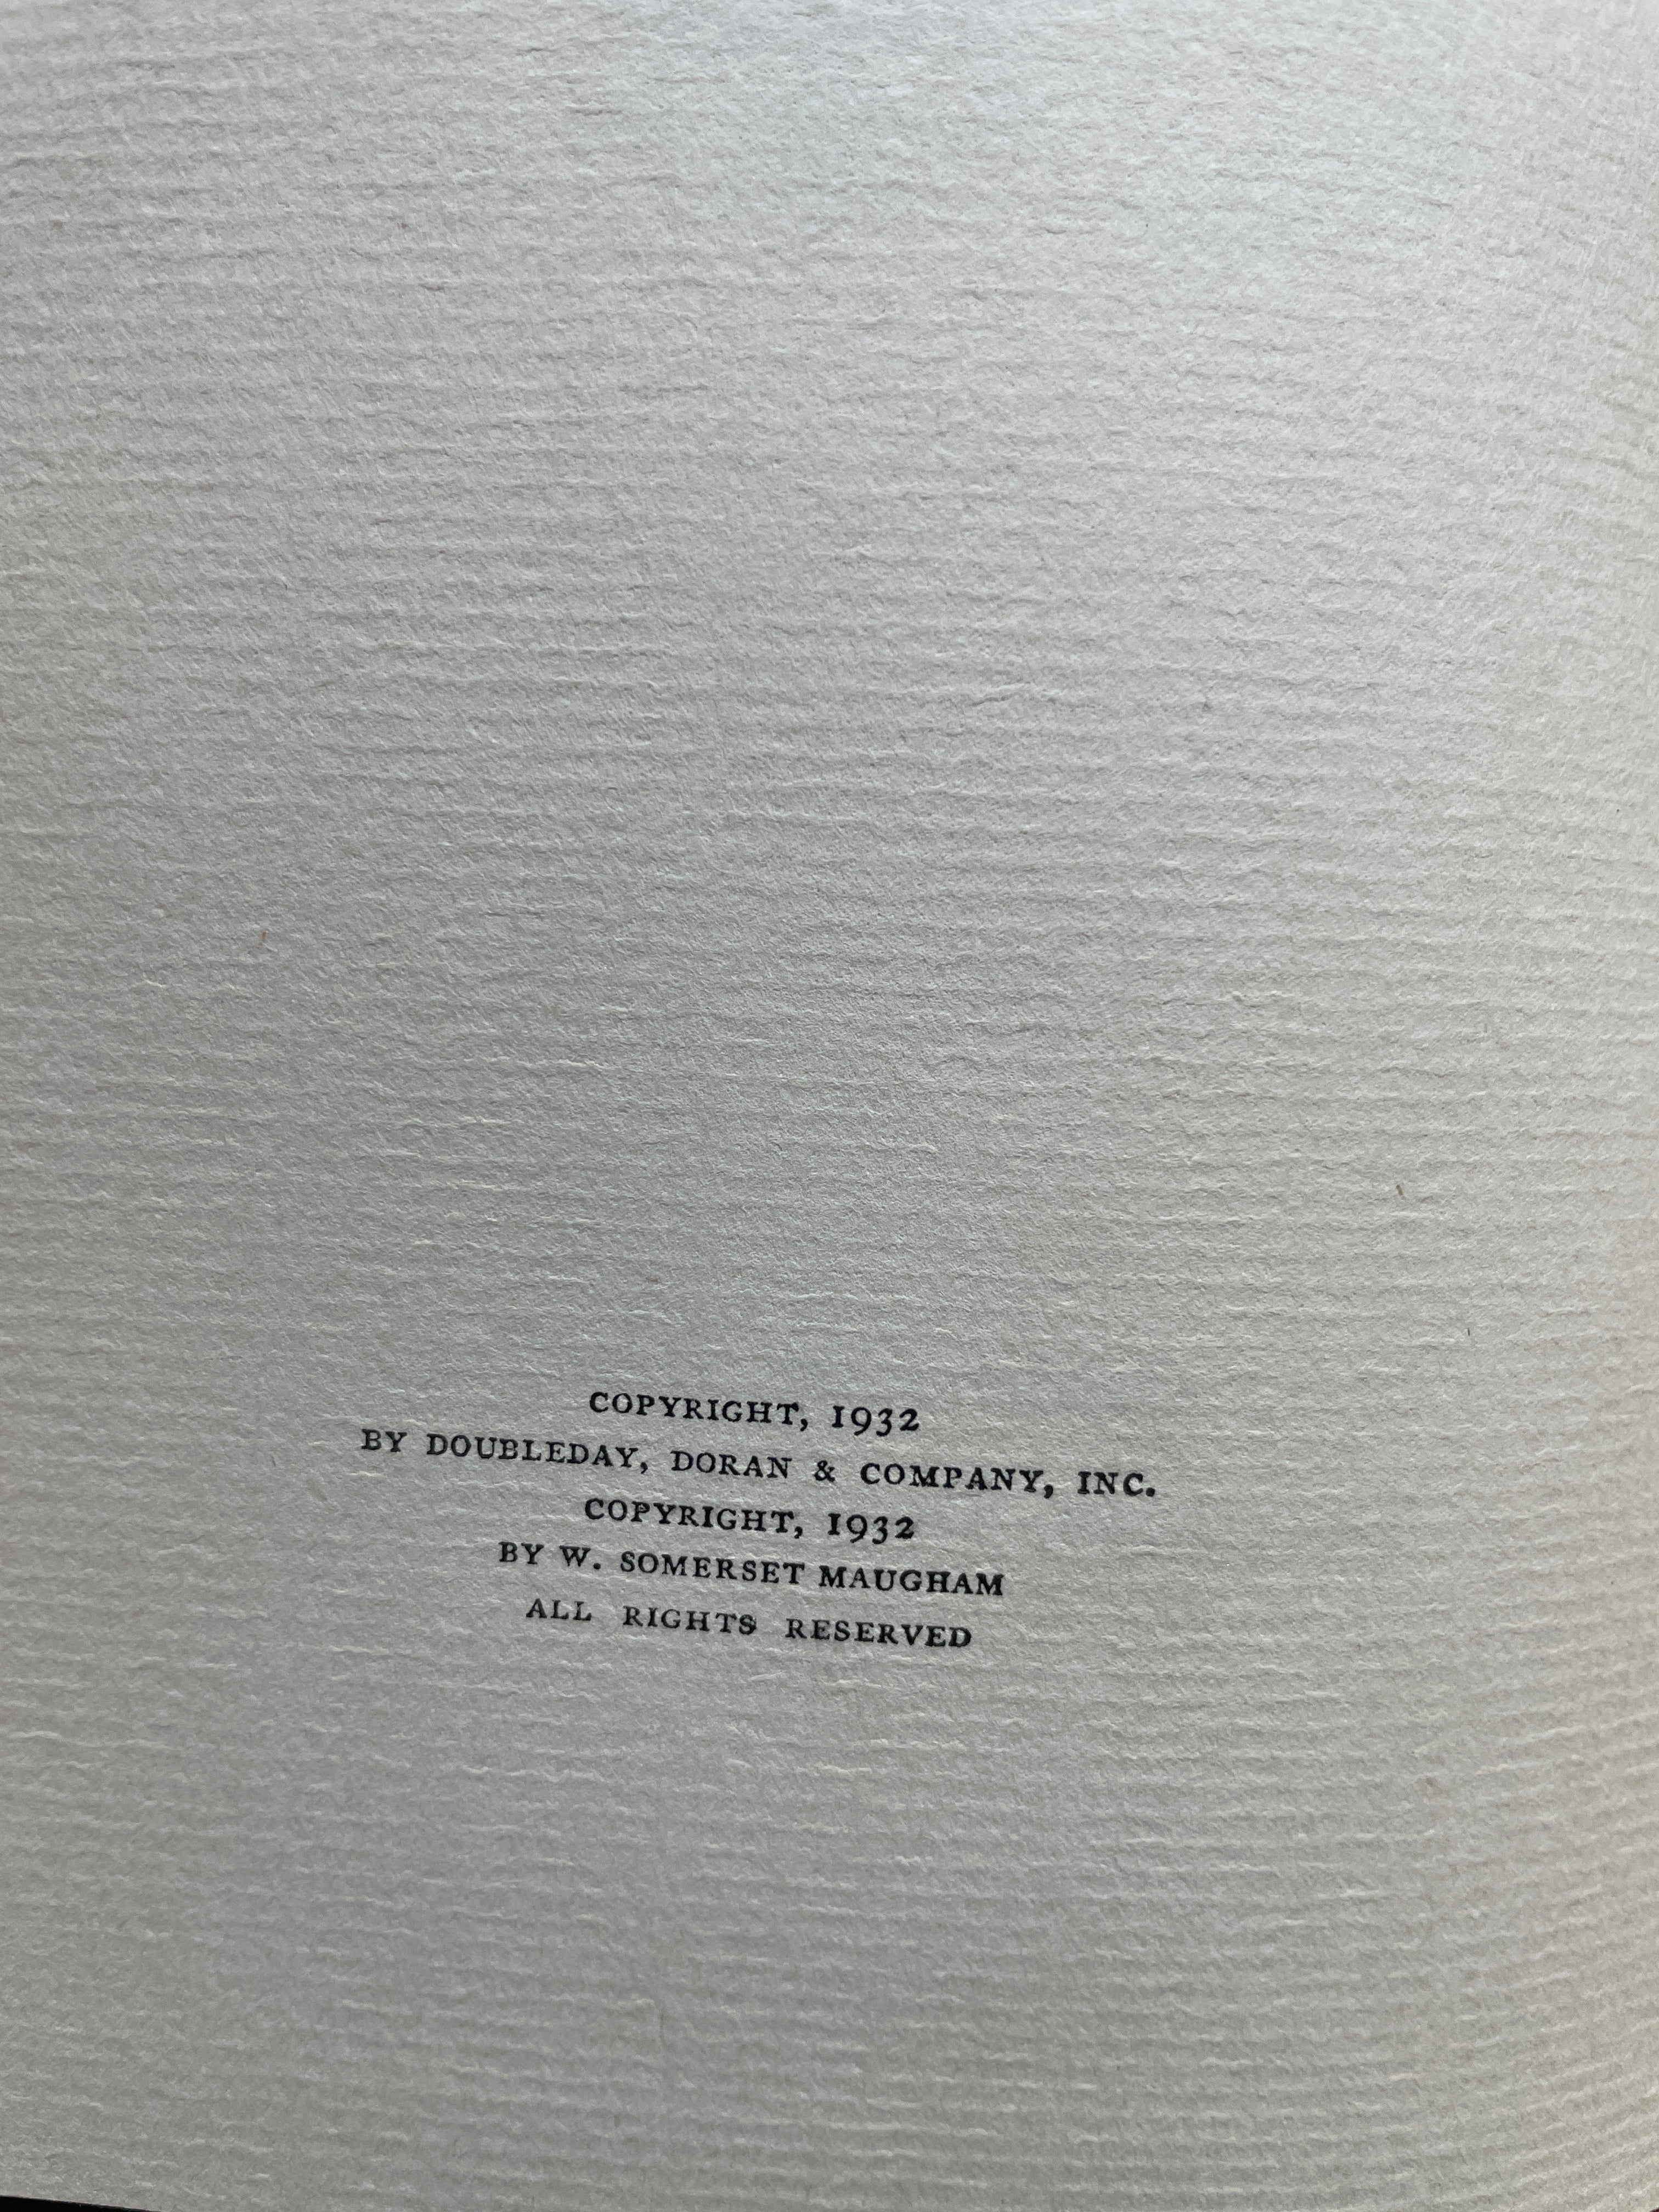 COPYRIGHT, 1932
BY DOUBLEDAY, DORAN & COMPANY, INC.
COPYRIGHT, 1932
BY W. SOMERSET MAUGHAM
ALL RIGHTS RESERVED